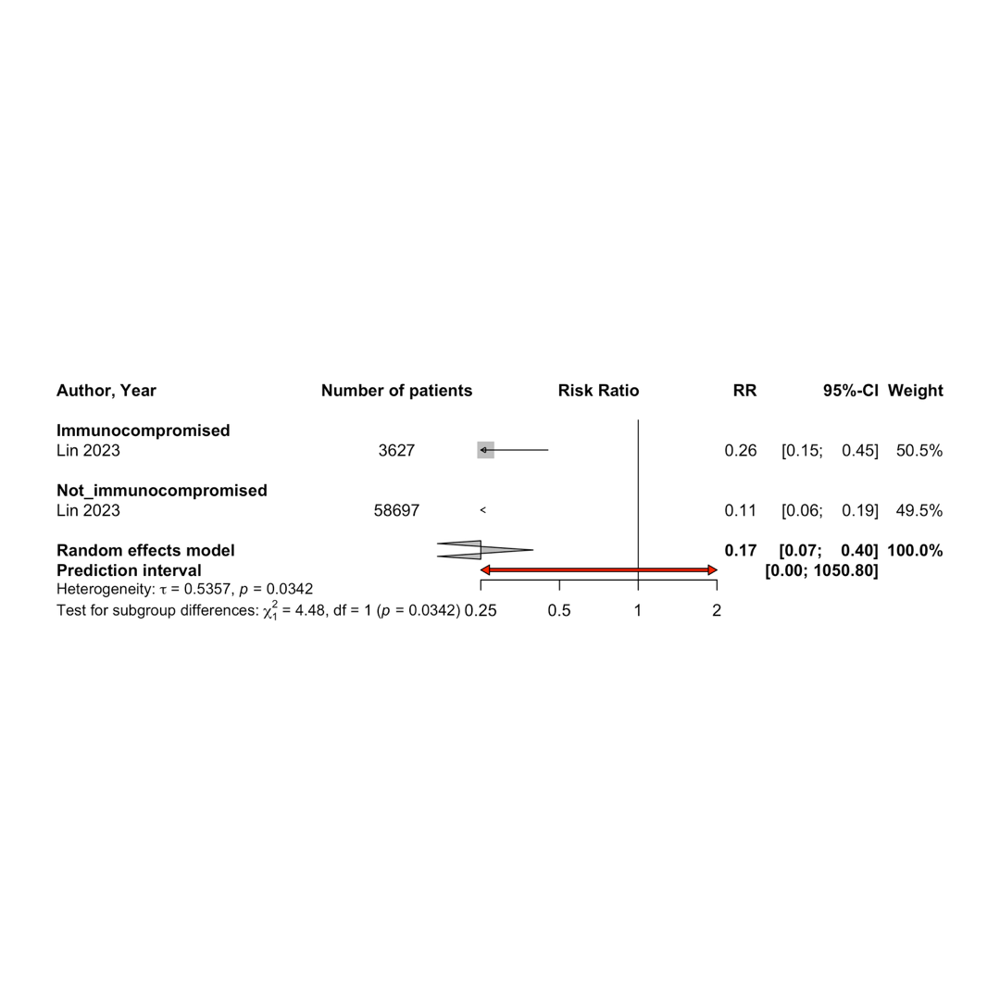 Author, Year Number of patients Risk Ratio RR 95%-CI Weight
Immunocompromised
Lin 2023 3627 0.26 [0.15; 0.45] 50.5%
Not_immunocompromised
Lin 2023 58697 0.11 [0.06; 0.19] 49.5%
Random effects model 0.17 [0.07; 0.40] 100.0%
Prediction interval [0.00; 1050.80]
Heterogeneity: τ = 0.5357, p = 0.0342
Test for subgroup differences: χ²₁ = 4.48, df = 1 (p = 0.0342) 0.25 0.5 1 2